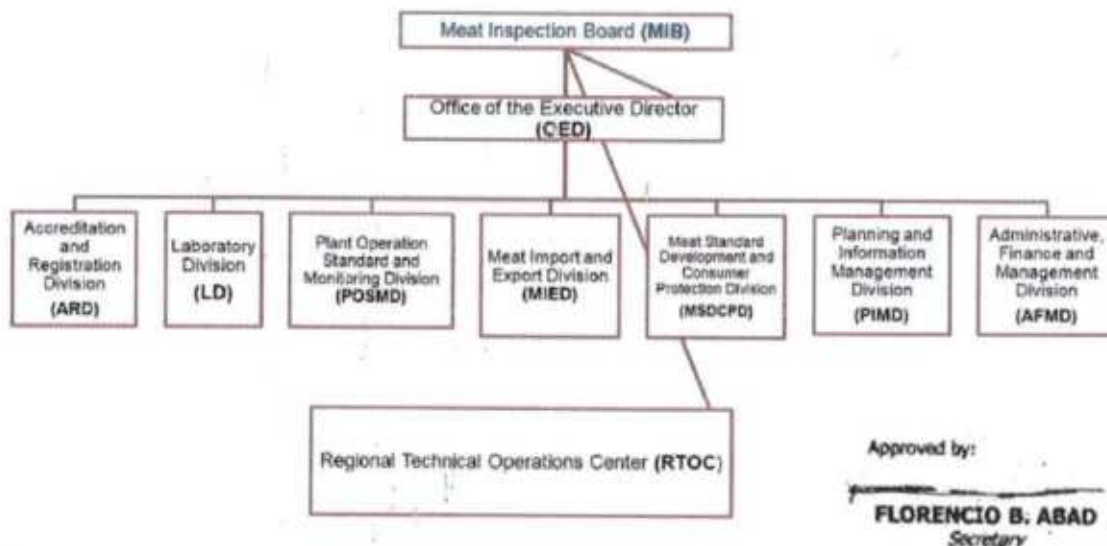 Meat Inspection Board (MIB)
Office of the Executive Director
(OED)
Accreditation
and
Registration
Division
(ARD)
Laboratory
Division
(LD)
Plant Operation
Standard and
Monitoring Division
(POSMD)
Meat Import and
Export Division
(MIED)
Meat Standard
Development and
Consumer
Protection Division
(MSDCPD)
Planning and
Information
Management
Division
(PIMD)
Administrative,
Finance and
Management
Division
(AFMD)
Regional Technical Operations Center (RTOC)
Approved by:
FLORENCIO B. ABAD
Secretary